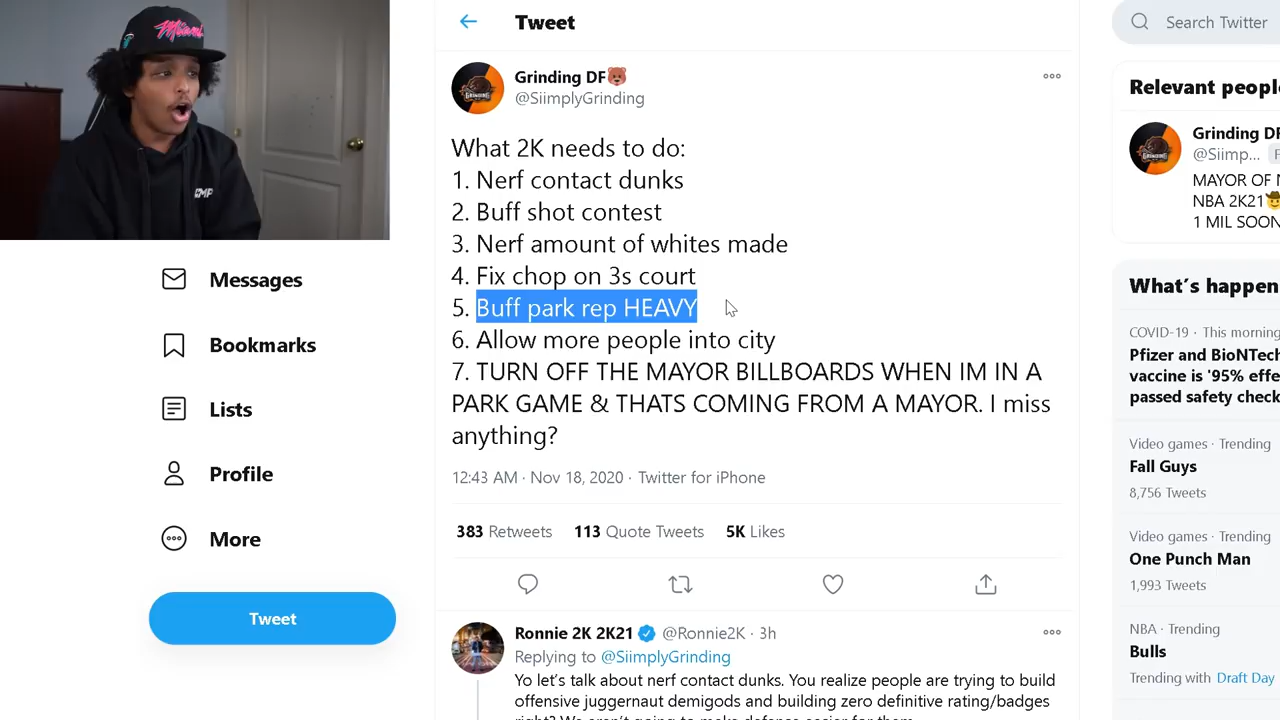 Miami
Tweet
Search Twitter
Grinding DF
@SiimplyGrinding
What 2K needs to do:
1. Nerf contact dunks
2. Buff shot contest
3. Nerf amount of whites made
4. Fix chop on 3s court
5. Buff park rep HEAVY
6. Allow more people into city
7. TURN OFF THE MAYOR BILLBOARDS WHEN IM IN A
PARK GAME & THATS COMING FROM A MAYOR. I miss
anything?
12:43 AM · Nov 18, 2020 · Twitter for iPhone
383 Retweets 113 Quote Tweets 5K Likes
Ronnie 2K 2K21 @Ronnie2K · 3h
Replying to @SiimplyGrinding
Yo let's talk about nerf contact dunks. You realize people are trying to build
offensive juggernaut demigods and building zero definitive rating/badges
Messages
Bookmarks
Lists
Profile
More
Tweet
Relevant people
Grinding DF
@Siimp...
MAYOR OF
NBA 2K21
1 MIL SOON
What's happen
COVID-19 · This morning
Pfizer and BioNTech
vaccine is '95% effe
passed safety check
Video games · Trending
Fall Guys
8,756 Tweets
Video games · Trending
One Punch Man
1,993 Tweets
NBA · Trending
Bulls
Trending with Draft Day